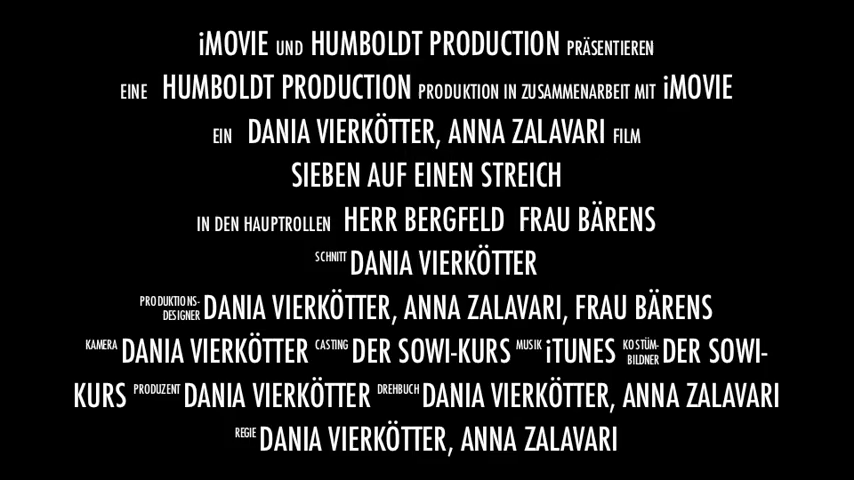 iMOVIE UND HUMBOLDT PRODUCTION PRÄSENTIEREN
EINE HUMBOLDT PRODUCTION PRODUKTION IN ZUSAMMENARBEIT MIT iMOVIE
EIN DANIA VIERKÖTTER, ANNA ZALAVARI FILM
SIEBEN AUF EINEN STREICH
IN DEN HAUPTROLLEN HERR BERGFELD FRAU BÄRENS
SCHNITT DANIA VIERKÖTTER
PRODUKTIONS-DESIGNER DANIA VIERKÖTTER, ANNA ZALAVARI, FRAU BÄRENS
KAMERA DANIA VIERKÖTTER CASTING DER SOWI-KURS MUSIK iTUNES KOSTÜM-BILDNER DER SOWI-
KURS PRODUZENT DANIA VIERKÖTTER DREHBUCH DANIA VIERKÖTTER, ANNA ZALAVARI
REGIE DANIA VIERKÖTTER, ANNA ZALAVARI